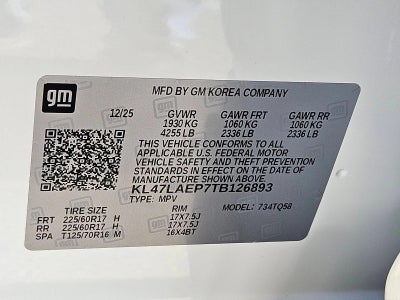 gm
MFD BY GM KOREA COMPANY
12/25 GVWR GAWR FRT GAWR RR
1930 KG 1060 KG 1060 KG
4255 LB 2336 LB 2336 LB
THIS VEHICLE CONFORMS TO ALL
APPLICABLE U.S. FEDERAL MOTOR
VEHICLE SAFETY AND THEFT PREVENTION
STANDARDS IN EFFECT ON THE DATE OF
MANUFACTURE SHOWN ABOVE.
KL47LAEP7TB126893
TYPE: MPV MODEL: 734TQ58
TIRE SIZE RIM
FRT 225/60R17 H 17X7.5J
RR 225/60R17 H 17X7.5J
SPA T125/70R16 M 16X4BT